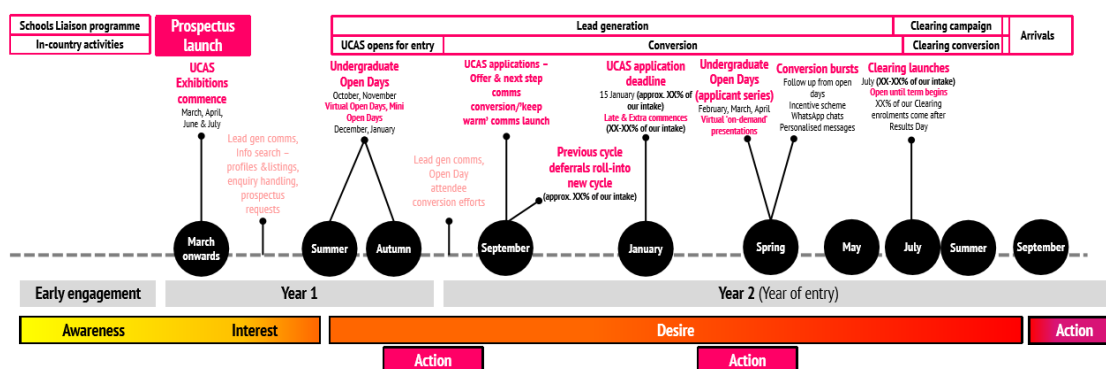 Schools Liaison programme
In-country activities
Prospectus
launch
Lead generation
Clearing campaign
UCAS opens for entry
Conversion
Clearing conversion
Arrivals
UCAS
Exhibitions
commence
March, April,
June & July
Lead gen comms,
Info search –
profiles &listings,
enquiry handling,
prospectus
requests
Undergraduate
Open Days
October, November
Virtual Open Days, Mini
Open Days
December, January
Lead gen comms,
Open Day
attendee
conversion efforts
UCAS applications –
Offer & next step
comms
conversion/'keep
warm' comms launch
Previous cycle
deferrals roll-into
new cycle
(approx. XX% of our intake)
UCAS application
deadline
15 January (approx. XX% of
our intake)
Late & Extra commences
(XX-XX% of our intake)
Undergraduate
Open Days
(applicant series)
February, March, April
Virtual 'on-demand'
presentations
Conversion bursts
Follow up from open
days
Incentive scheme
WhatsApp chats
Personalised messages
Clearing launches
July (XX-XX% of our intake)
Open until term begins
XX% of our Clearing
enrolments come after
Results Day
March
onwards
Summer
Autumn
September
January
Spring
May
July
Summer
September
Early engagement
Year 1
Year 2 (Year of entry)
Awareness
Interest
Desire
Action
Action
Action